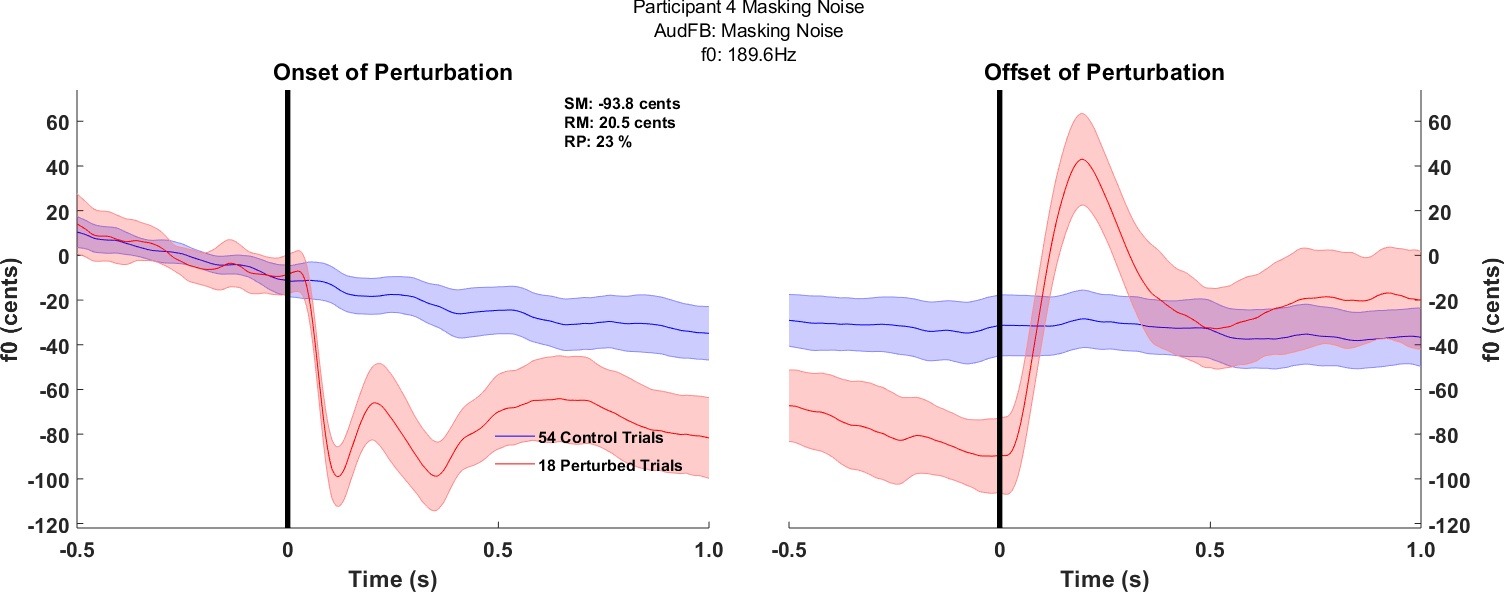 Participant 4 Masking Noise
AudFB: Masking Noise
f0: 189.6Hz
Onset of Perturbation
SM: -93.8 cents
RM: 20.5 cents
RP: 23 %
60
40
20
0
-20
-40
-60
-80
-100
-120
f0 (cents)
54 Control Trials
18 Perturbed Trials
-0.5
0
0.5
1.0
Time (s)
Offset of Perturbation
60
40
20
0
-20
-40
-60
-80
-100
-120
f0 (cents)
-0.5
0
0.5
1.0
Time (s)